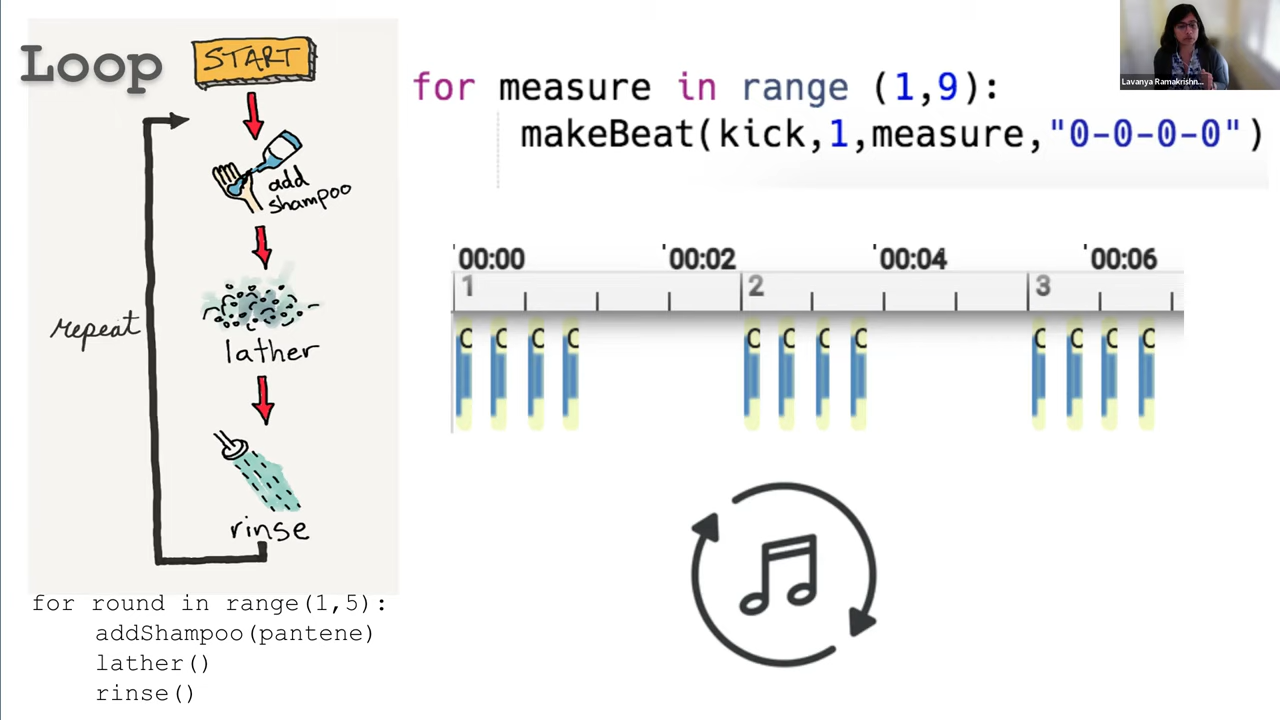 Loop
START
add
shampoo
repeat
lather
rinse
for round in range(1,5):
addShampoo(pantene)
lather()
rinse()
for measure in range (1,9):
makeBeat(kick,1,measure,"0-0-0-0")
00:00 00:02 00:04 00:06
1 2 3
C C C C C C C C C C C C
Lavanya Ramakrishn...